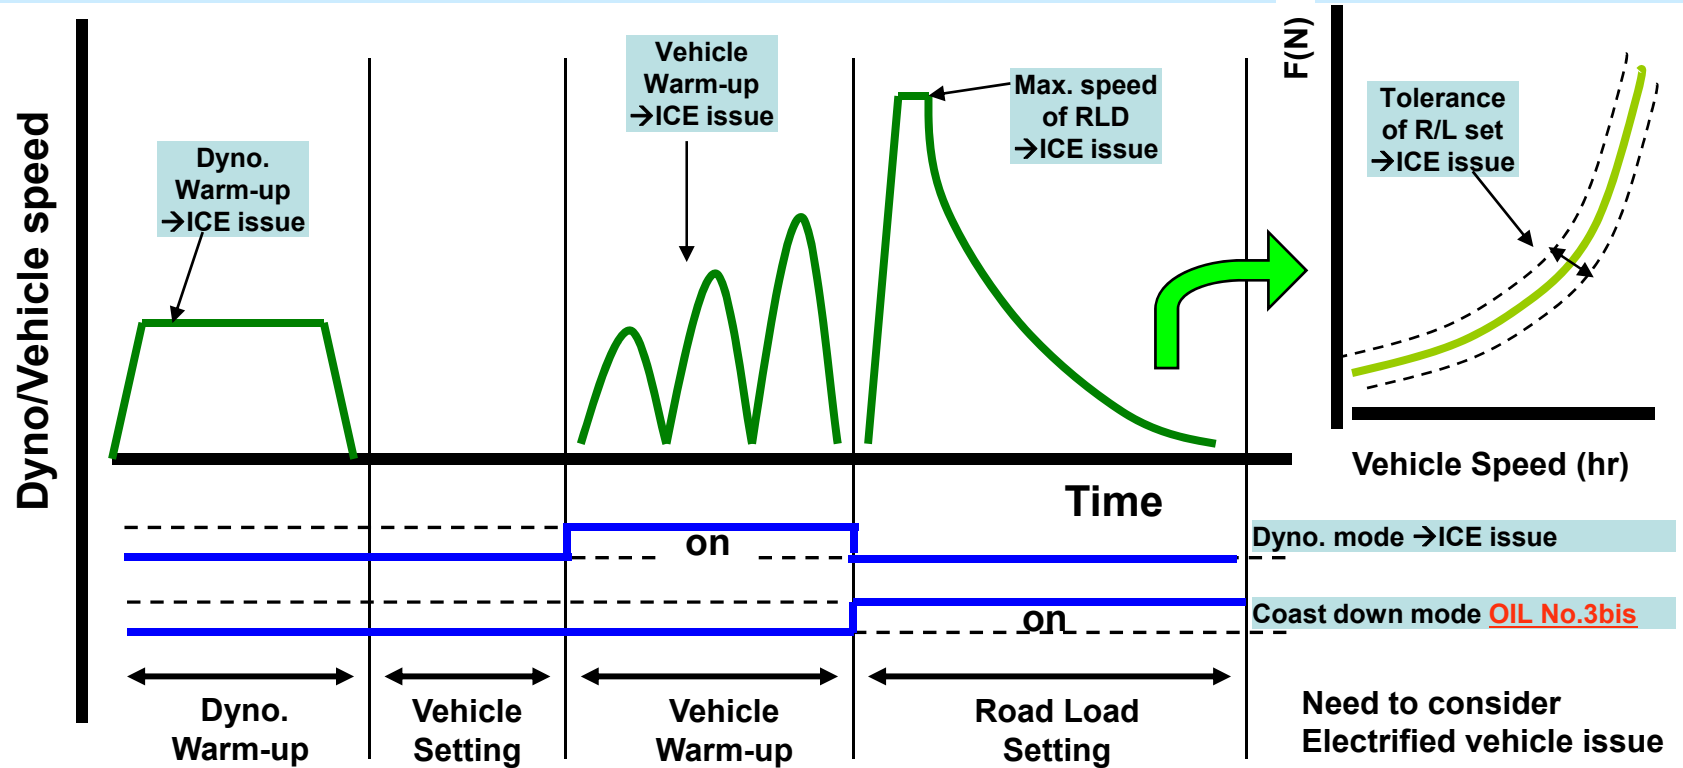 Dyno/Vehicle speed
Dyno.
Warm-up
→ICE issue
Vehicle
Warm-up
→ICE issue
Max. speed
of RLD
→ICE issue
F(N)
Tolerance
of R/L set
→ICE issue
Vehicle Speed (hr)
Time
on
Dyno. mode →ICE issue
on
Coast down mode OIL No.3bis
Dyno.
Warm-up
Vehicle
Setting
Vehicle
Warm-up
Road Load
Setting
Need to consider
Electrified vehicle issue